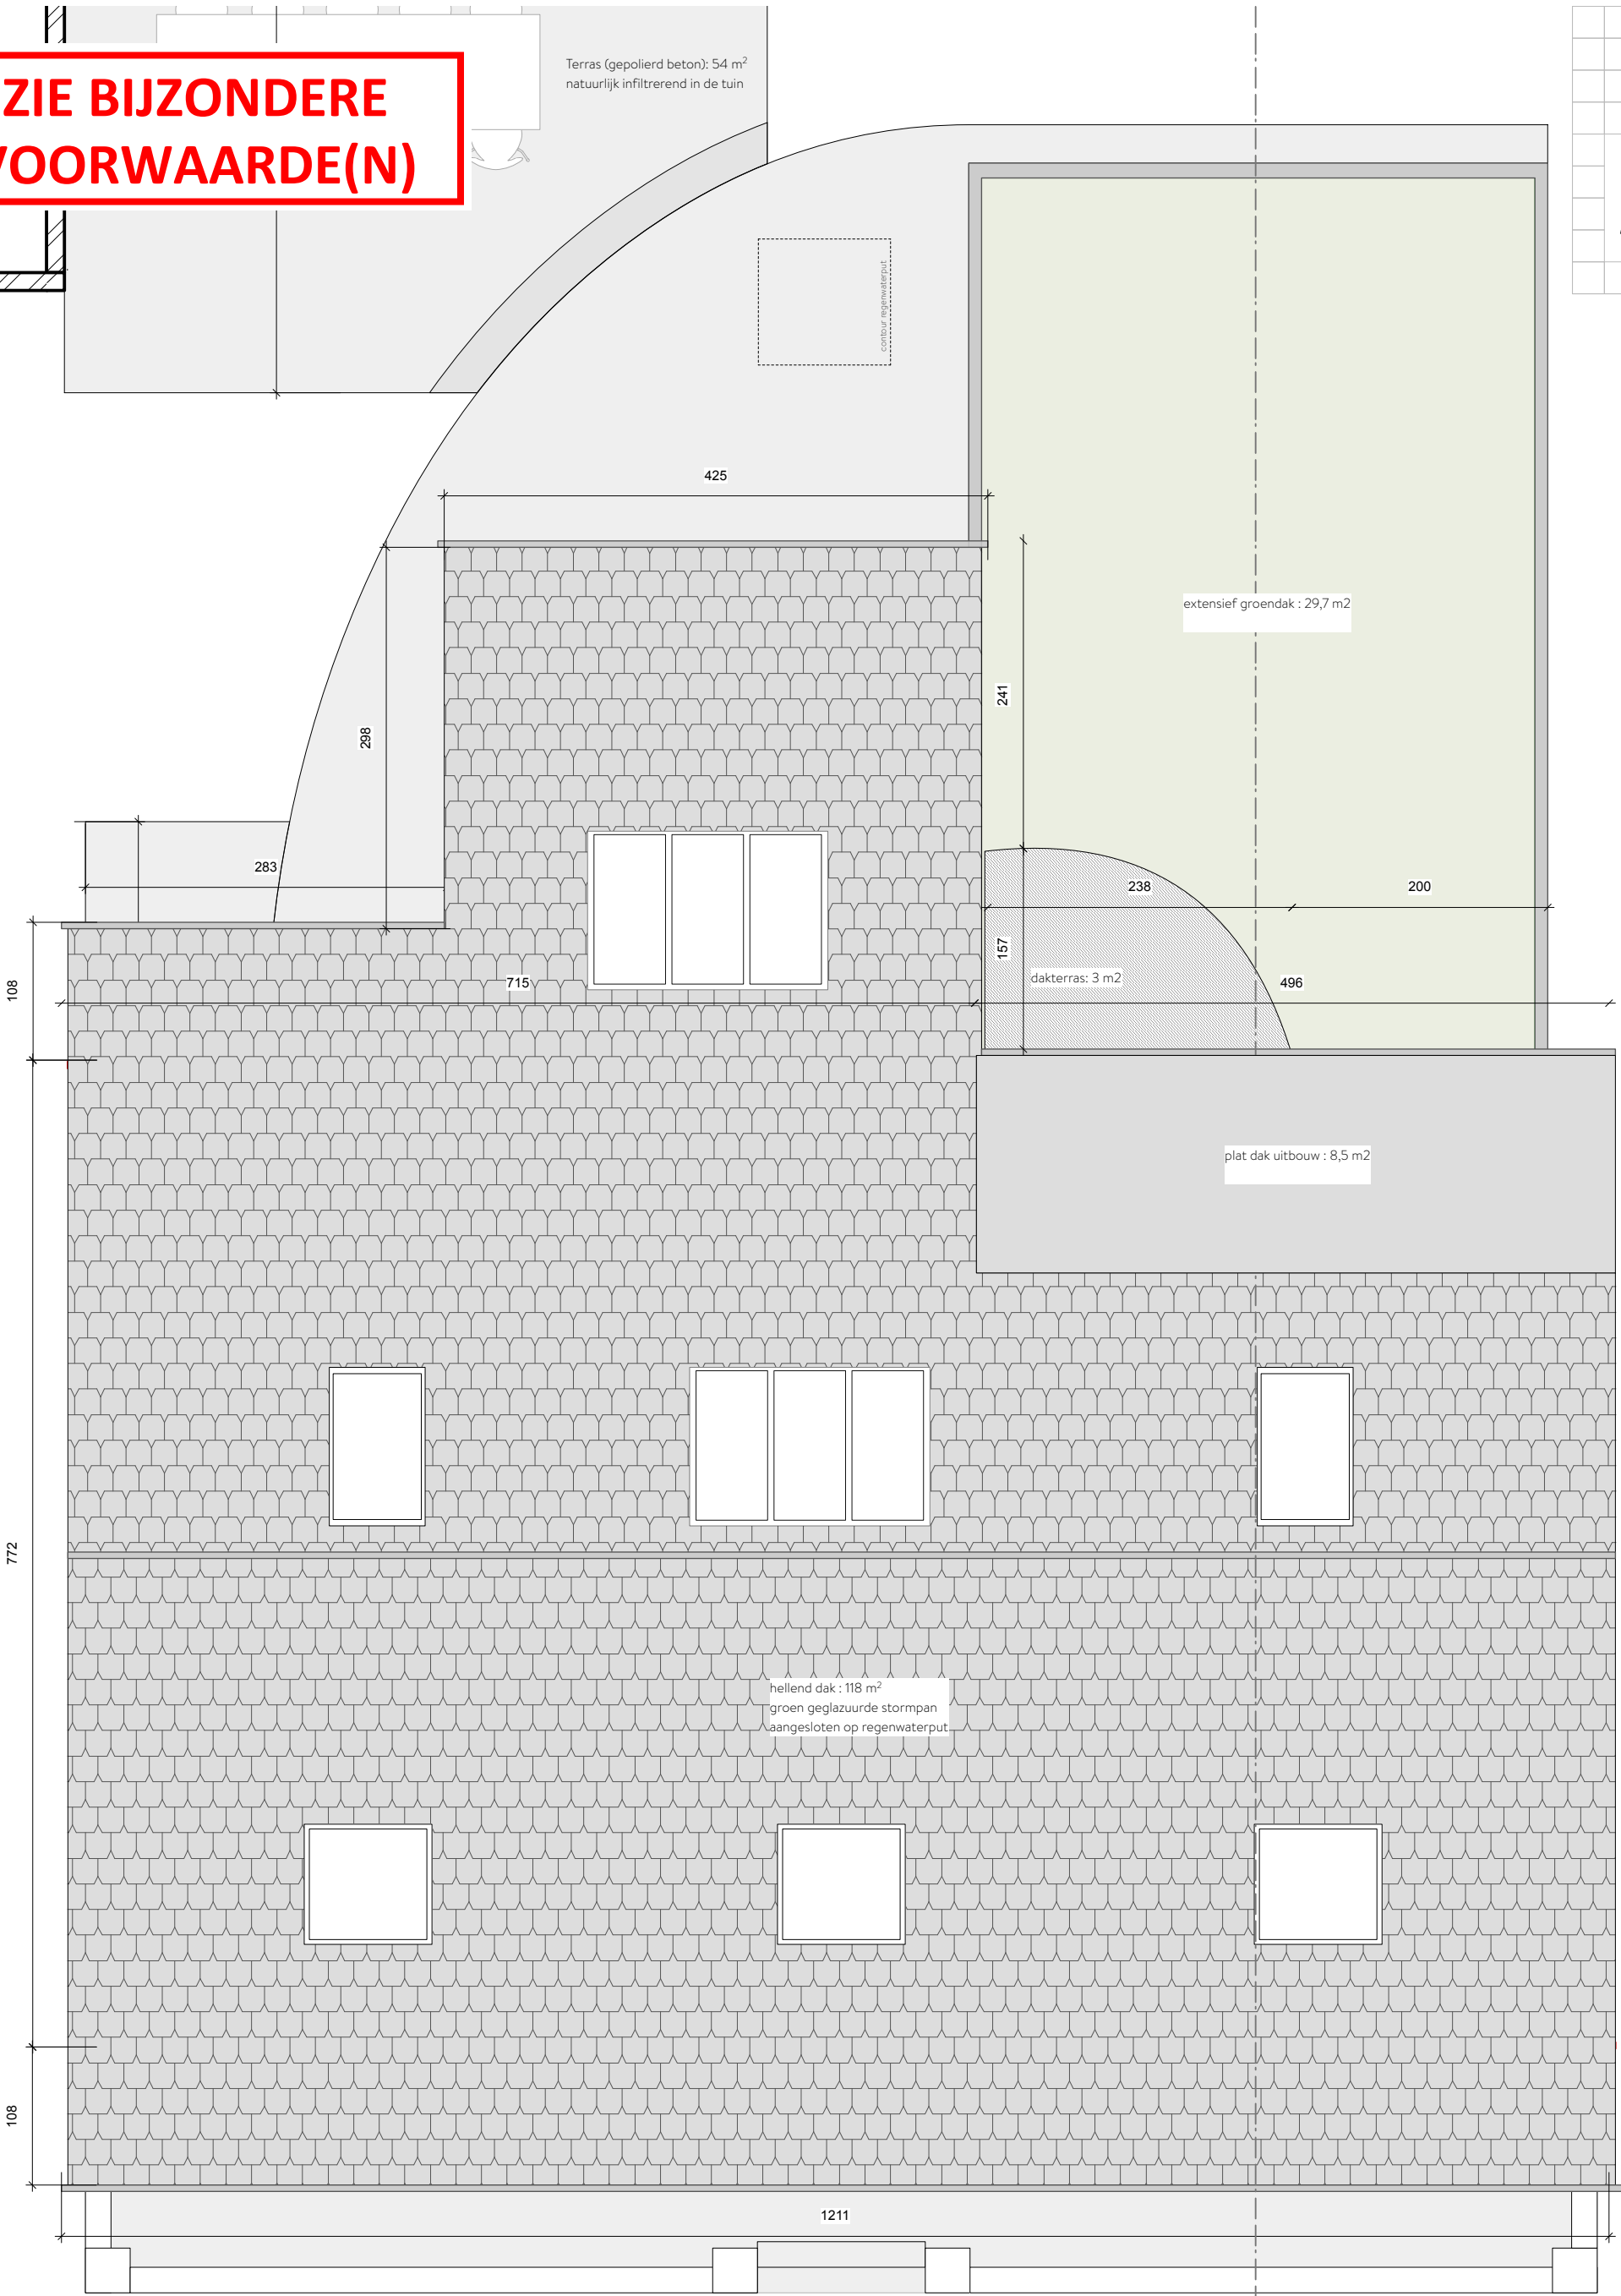 Terras (gepolierd beton): 54 m²
natuurlijk infiltrerend in de tuin
ZIE BIJZONDERE
VOORWAARDE(N)
contour regenwaterput
425
extensief groendak : 29,7 m2
241
298
283
238
200
157
dakterras: 3 m2
715
496
108
plat dak uitbouw : 8,5 m2
772
hellend dak : 118 m²
groen geglazuurde stormpan
aangesloten op regenwaterput
108
1211